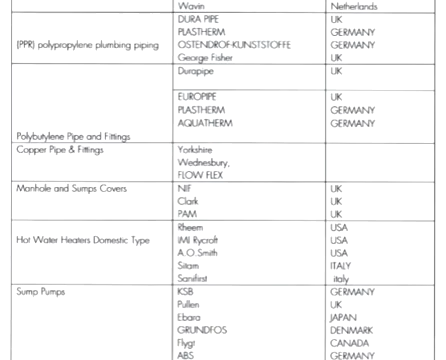 Wavin Netherlands
DURA PIPE UK
PLASTHERM GERMANY
(PPR) polypropylene plumbing piping OSTENDROF-KUNSTSTOFFE GERMANY
George Fisher UK
Durapipe UK
EUROPIPE UK
PLASTHERM GERMANY
AQUATHERM GERMANY
Polybutylene Pipe and Fittings
Copper Pipe & Fittings Yorkshire
Wednesbury,
FLOW FLEX
Manhole and Sumps Covers NIF UK
Clark UK
PAM UK
Rheem USA
Hot Water Heaters Domestic Type IMI Rycroft USA
A.O.Smith USA
Sitam ITALY
Sanifirst italy
Sump Pumps KSB GERMANY
Pullen UK
Ebara JAPAN
GRUNDFOS DENMARK
Flygt CANADA
ABS GERMANY